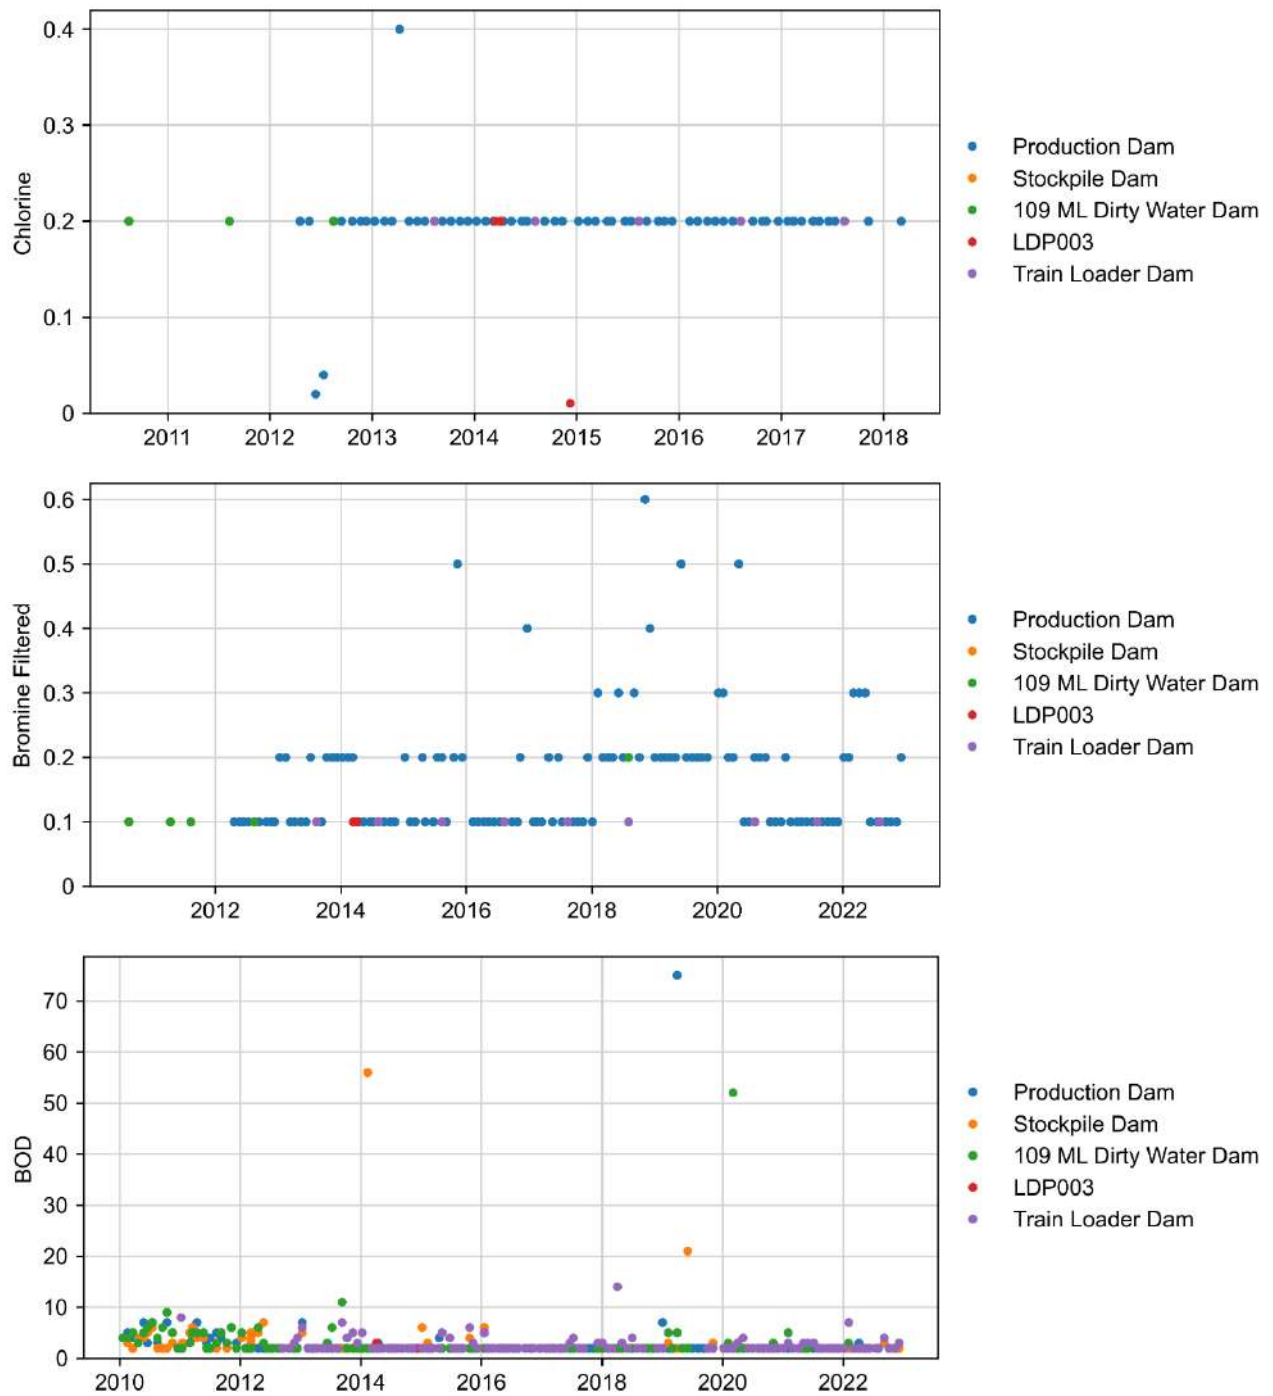 0.4
0.3
0.2
0.1
0
Chlorine
2011 2012 2013 2014 2015 2016 2017 2018
Production Dam
Stockpile Dam
109 ML Dirty Water Dam
LDP003
Train Loader Dam
0.6
0.5
0.4
0.3
0.2
0.1
0
Bromine Filtered
2012 2014 2016 2018 2020 2022
Production Dam
Stockpile Dam
109 ML Dirty Water Dam
LDP003
Train Loader Dam
70
60
50
40
30
20
10
0
BOD
2010 2012 2014 2016 2018 2020 2022
Production Dam
Stockpile Dam
109 ML Dirty Water Dam
LDP003
Train Loader Dam